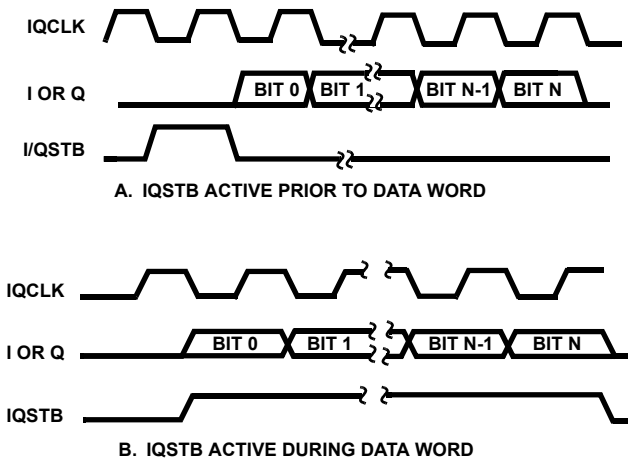 IQCLK
I OR Q BIT 0 BIT 1 BIT N-1 BIT N
I/QSTB
A. IQSTB ACTIVE PRIOR TO DATA WORD
IQCLK
I OR Q BIT 0 BIT 1 BIT N-1 BIT N
IQSTB
B. IQSTB ACTIVE DURING DATA WORD